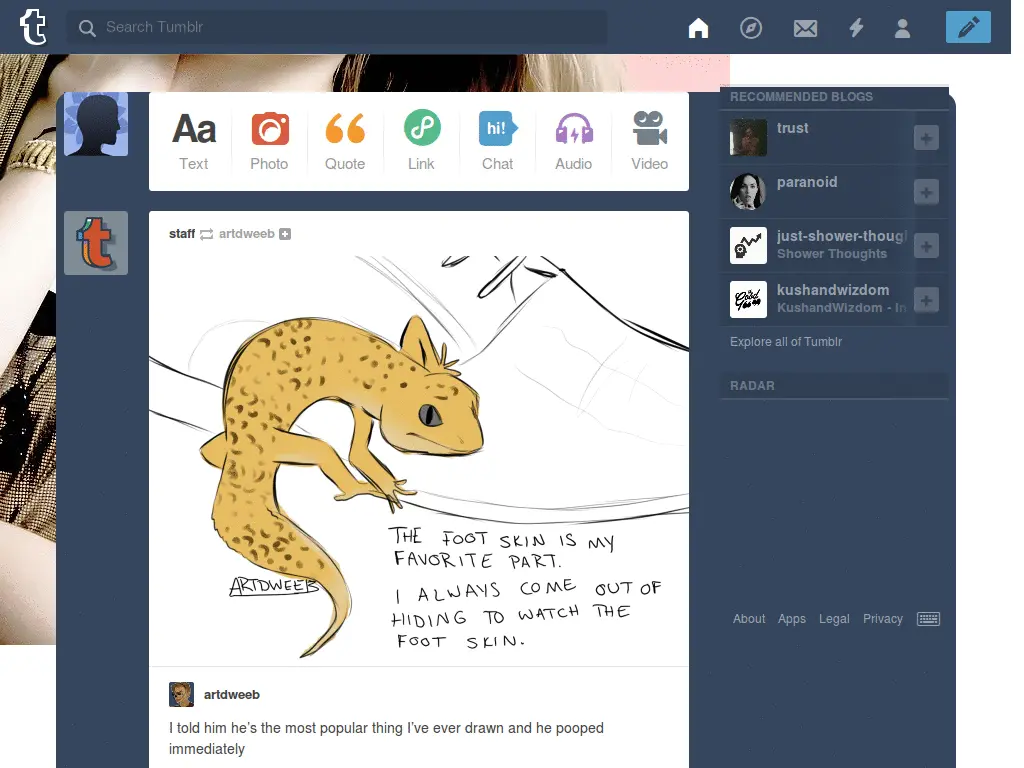 Search Tumblr
RECOMMENDED BLOGS
Aa
hi!
Text
Photo
Quote
Link
Chat
Audio
Video
trust
paranoid
just-shower-thoug
Shower Thoughts
kushandwizdom
KushandWizdom - In
Explore all of Tumblr
RADAR
staff artdweeb
THE FOOT SKIN IS MY
FAVORITE PART.
I ALWAYS COME OUT OF
HIDING TO WATCH THE
FOOT SKIN.
ARTDWEEB
About Apps Legal Privacy
artdweeb
I told him he's the most popular thing I've ever drawn and he pooped
immediately